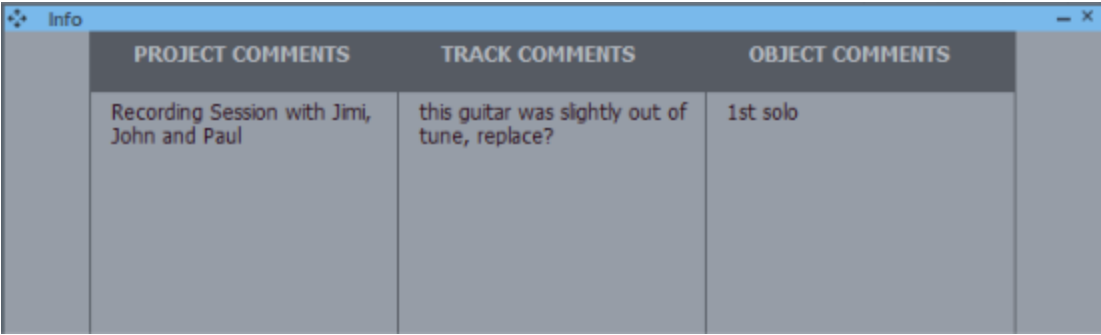 Info
PROJECT COMMENTS TRACK COMMENTS OBJECT COMMENTS
Recording Session with Jimi,
John and Paul
this guitar was slightly out of
tune, replace?
1st solo